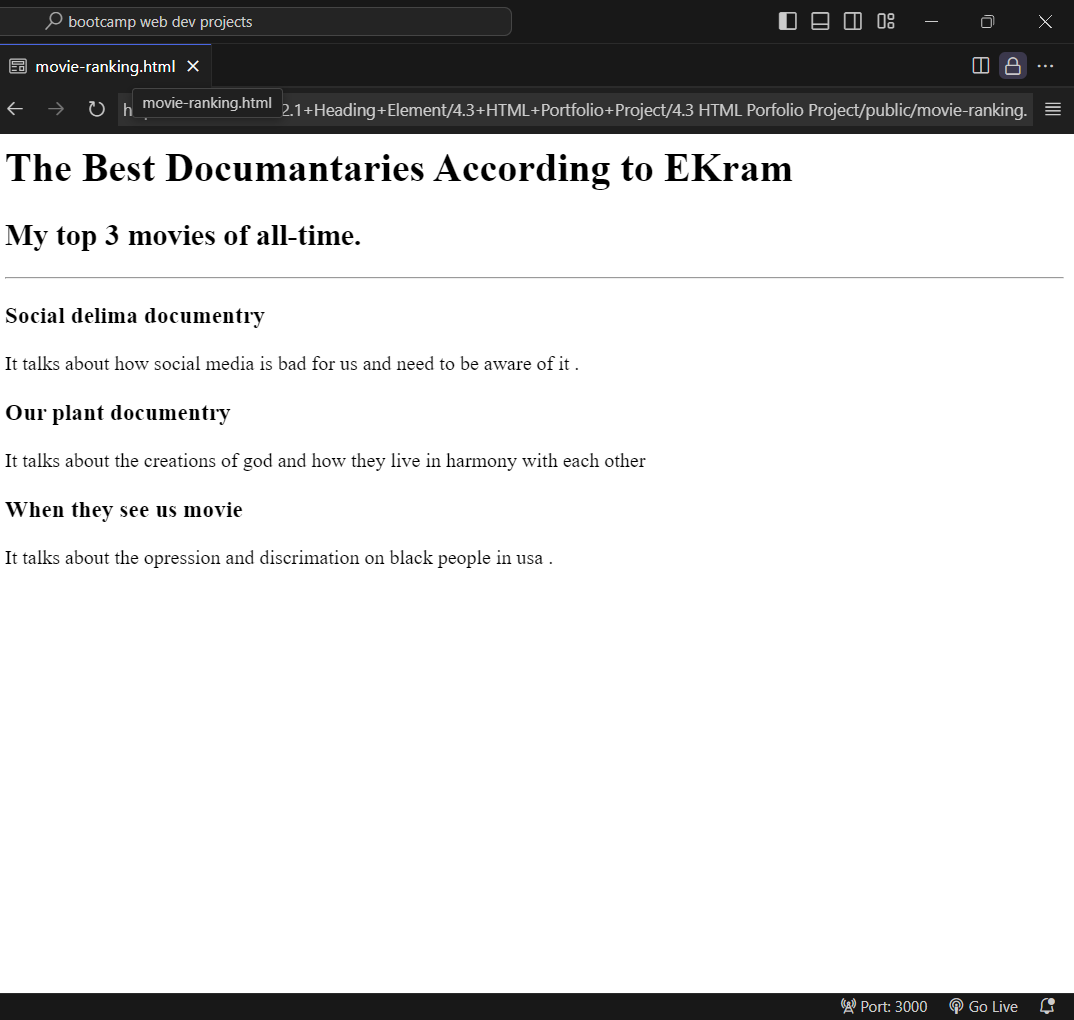 bootcamp web dev projects
movie-ranking.html
movie-ranking.html
2.1+Heading+Element/4.3+HTML+Portfolio+Project/4.3 HTML Porfolio Project/public/movie-ranking.
The Best Documantaries According to EKram
My top 3 movies of all-time.
Social delima documentry
It talks about how social media is bad for us and need to be aware of it .
Our plant documentry
It talks about the creations of god and how they live in harmony with each other
When they see us movie
It talks about the opression and discrimation on black people in usa .
Port: 3000 Go Live